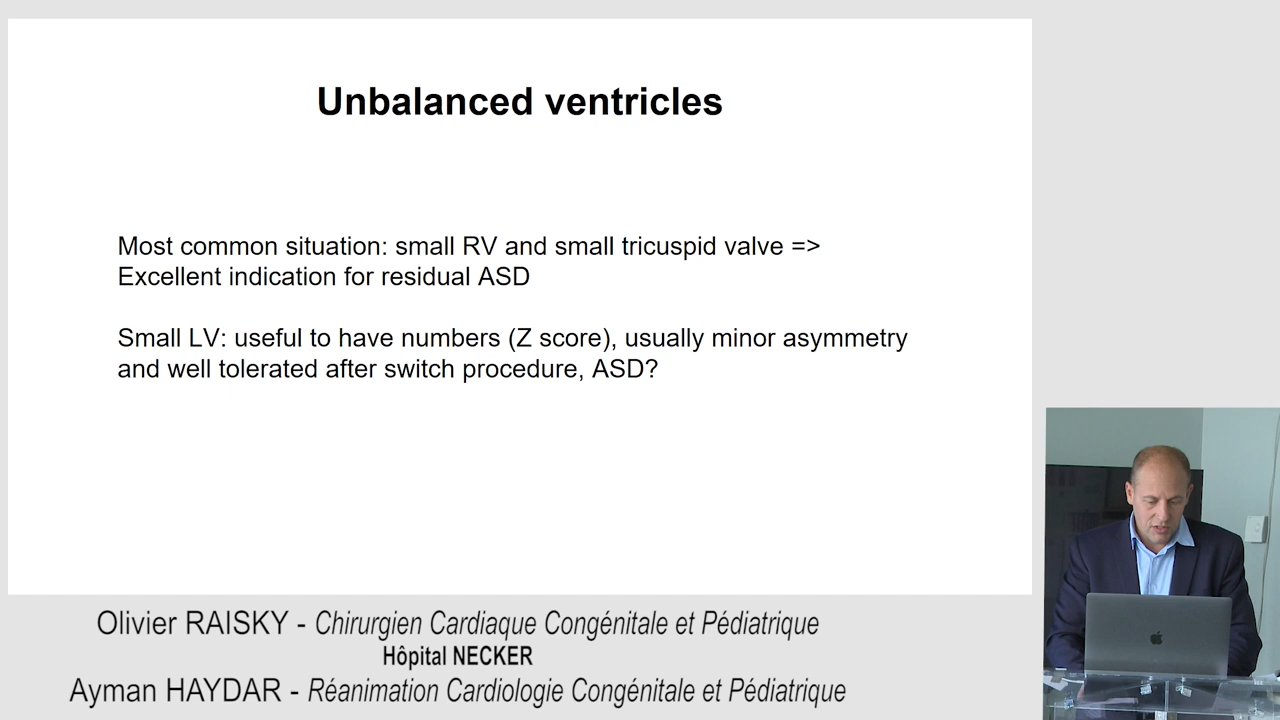 Unbalanced ventricles
Most common situation: small RV and small tricuspid valve =>
Excellent indication for residual ASD
Small LV: useful to have numbers (Z score), usually minor asymmetry
and well tolerated after switch procedure, ASD?
Olivier RAISKY - Chirurgien Cardiaque Congénitale et Pédiatrique
Hôpital NECKER
Ayman HAYDAR - Réanimation Cardiologie Congénitale et Pédiatrique